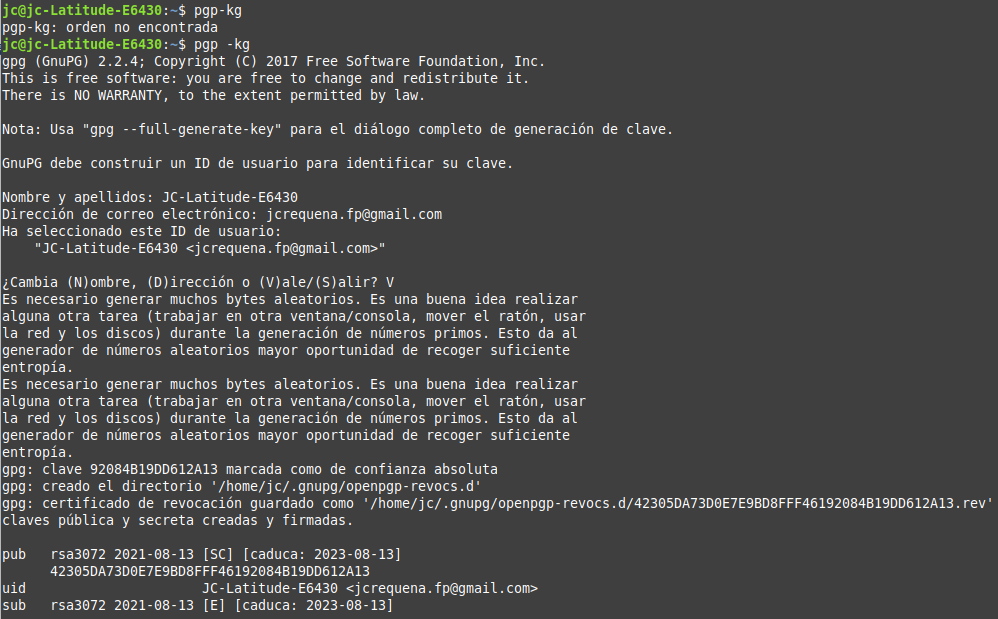 jc@jc-Latitude-E6430:~$ pgp-kg
pgp-kg: orden no encontrada
jc@jc-Latitude-E6430:~$ pgp -kg
gpg (GnuPG) 2.2.4; Copyright (C) 2017 Free Software Foundation, Inc.
This is free software: you are free to change and redistribute it.
There is NO WARRANTY, to the extent permitted by law.
Nota: Usa "gpg --full-generate-key" para el diálogo completo de generación de clave.
GnuPG debe construir un ID de usuario para identificar su clave.
Nombre y apellidos: JC-Latitude-E6430
Dirección de correo electrónico: jcrequena.fp@gmail.com
Ha seleccionado este ID de usuario:
    "JC-Latitude-E6430 <jcrequena.fp@gmail.com>"
¿Cambia (N)ombre, (D)irección o (V)ale/(S)alir? V
Es necesario generar muchos bytes aleatorios. Es una buena idea realizar
alguna otra tarea (trabajar en otra ventana/consola, mover el ratón, usar
la red y los discos) durante la generación de números primos. Esto da al
generador de números aleatorios mayor oportunidad de recoger suficiente
entropía.
Es necesario generar muchos bytes aleatorios. Es una buena idea realizar
alguna otra tarea (trabajar en otra ventana/consola, mover el ratón, usar
la red y los discos) durante la generación de números primos. Esto da al
generador de números aleatorios mayor oportunidad de recoger suficiente
entropía.
gpg: clave 92084B19DD612A13 marcada como de confianza absoluta
gpg: creado el directorio '/home/jc/.gnupg/openpgp-revocs.d'
gpg: certificado de revocación guardado como '/home/jc/.gnupg/openpgp-revocs.d/42305DA73D0E7E9BD8FFF46192084B19DD612A13.rev'
claves pública y secreta creadas y firmadas.
pub   rsa3072 2021-08-13 [SC] [caduca: 2023-08-13]
      42305DA73D0E7E9BD8FFF46192084B19DD612A13
uid                      JC-Latitude-E6430 <jcrequena.fp@gmail.com>
sub   rsa3072 2021-08-13 [E] [caduca: 2023-08-13]